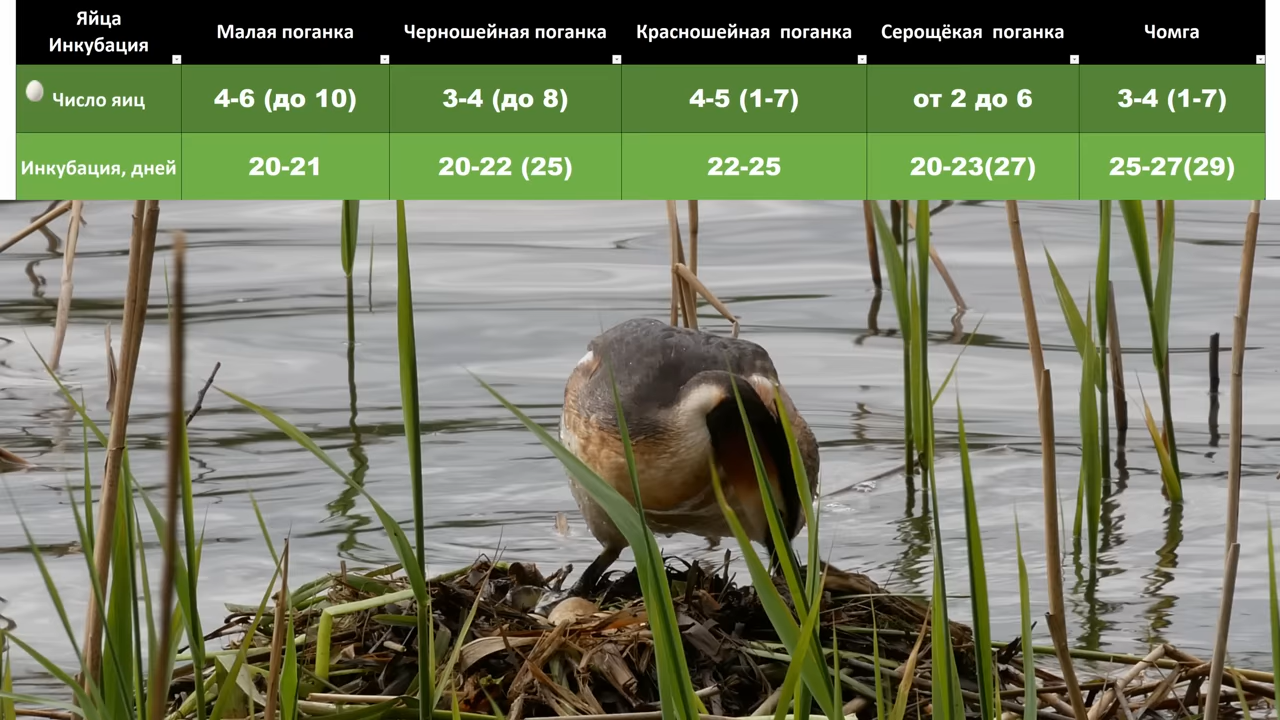 Яйца
Инкубация
Малая поганка
Черношейная поганка
Красношейная  поганка
Серощёкая  поганка
Чомга
Число яиц
4-6 (до 10)
3-4 (до 8)
4-5 (1-7)
от 2 до 6
3-4 (1-7)
Инкубация, дней
20-21
20-22 (25)
22-25
20-23(27)
25-27(29)